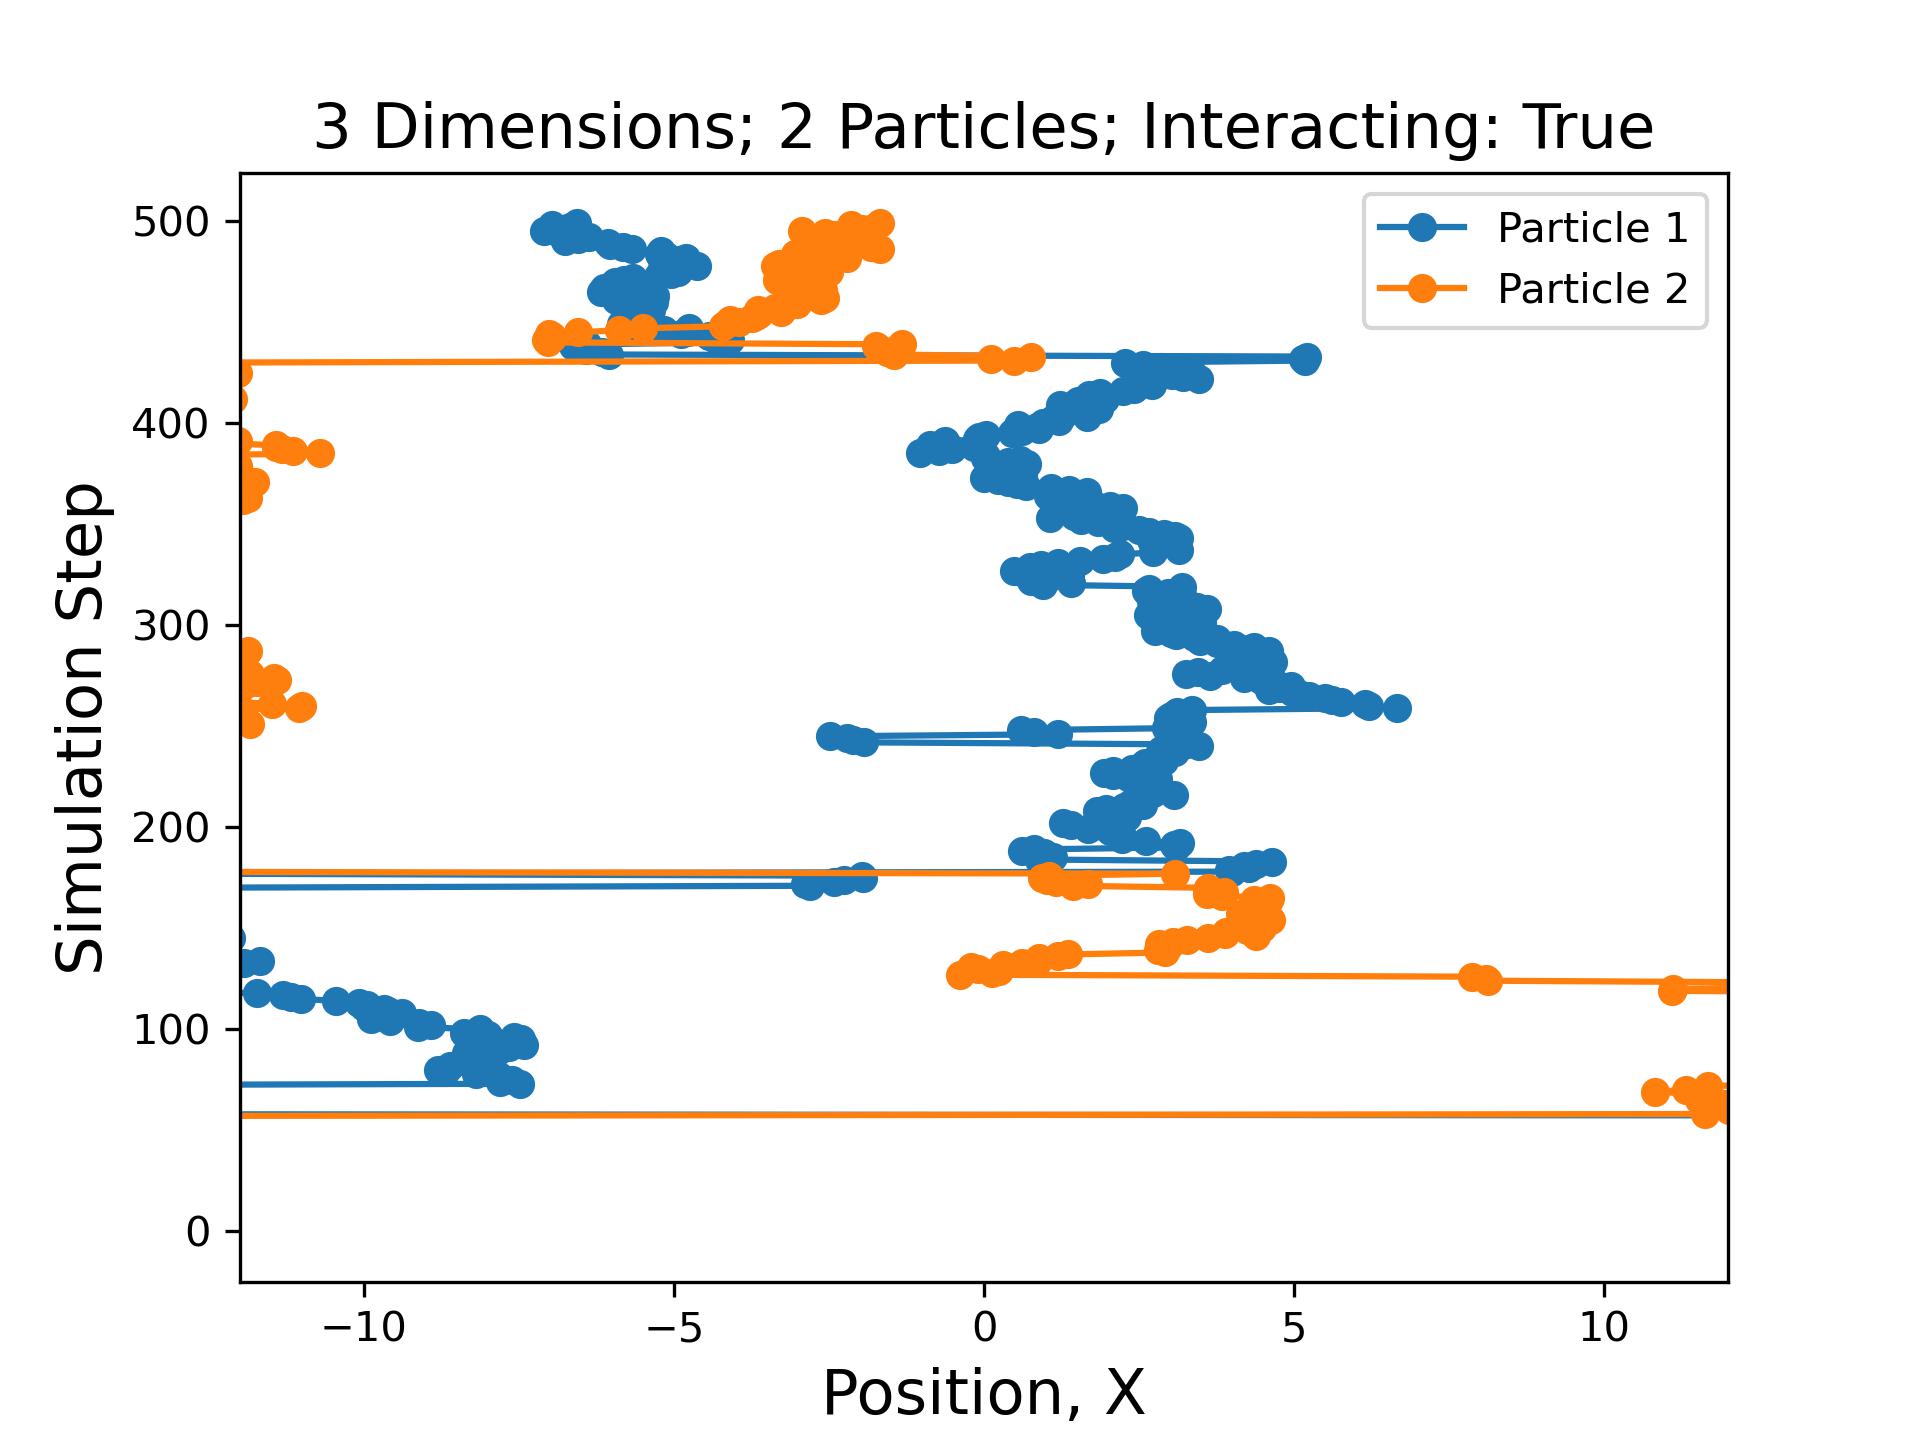 3 Dimensions; 2 Particles; Interacting: True
Particle 1
Particle 2
Simulation Step
500
400
300
200
100
0
−10
−5
0
5
10
Position, X